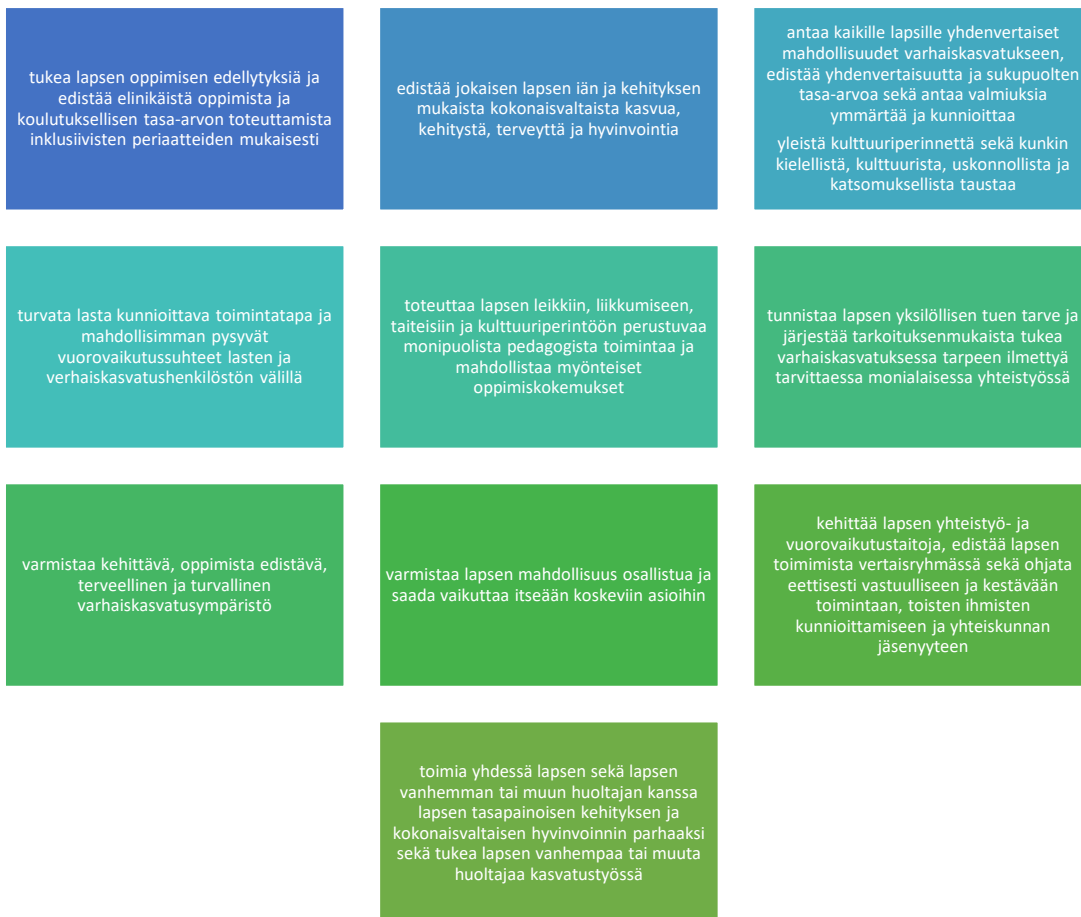 tukea lapsen oppimisen edellytyksiä ja
edistää elinikäistä oppimista ja
koulutuksellisen tasa-arvon toteuttamista
inklusiivisten periaatteiden mukaisesti
edistää jokaisen lapsen iän ja kehityksen
mukaista kokonaisvaltaista kasvua,
kehitystä, terveyttä ja hyvinvointia
antaa kaikille lapsille yhdenvertaiset
mahdollisuudet varhaiskasvatukseen,
edistää yhdenvertaisuutta ja sukupuolten
tasa-arvoa sekä antaa valmiuksia
ymmärtää ja kunnioittaa
yleistä kulttuuriperinnettä sekä kunkin
kielellistä, kulttuurista, uskonnollista ja
katsomuksellista taustaa
turvata lasta kunnioittava toimintatapa ja
mahdollisimman pysyvät
vuorovaikutussuhteet lasten ja
verhaiskasvatushenkilöstön välillä
toteuttaa lapsen leikkiin, liikkumiseen,
taiteisiin ja kulttuuriperintöön perustuvaa
monipuolista pedagogista toimintaa ja
mahdollistaa myönteiset
oppimiskokemukset
tunnistaa lapsen yksilöllisen tuen tarve ja
järjestää tarkoituksenmukaista tukea
varhaiskasvatuksessa tarpeen ilmettyä
tarvittaessa monialaisessa yhteistyössä
varmistaa kehittävä, oppimista edistävä,
terveellinen ja turvallinen
varhaiskasvatusympäristö
varmistaa lapsen mahdollisuus osallistua ja
saada vaikuttaa itseään koskeviin asioihin
kehittää lapsen yhteistyö- ja
vuorovaikutustaitoja, edistää lapsen
toimimista vertaisryhmässä sekä ohjata
eettisesti vastuulliseen ja kestävään
toimintaan, toisten ihmisten
kunnioittamiseen ja yhteiskunnan
jäsenyyteen
toimia yhdessä lapsen sekä lapsen
vanhemman tai muun huoltajan kanssa
lapsen tasapainoisen kehityksen ja
kokonaisvaltaisen hyvinvoinnin parhaaksi
sekä tukea lapsen vanhempaa tai muuta
huoltajaa kasvatustyössä